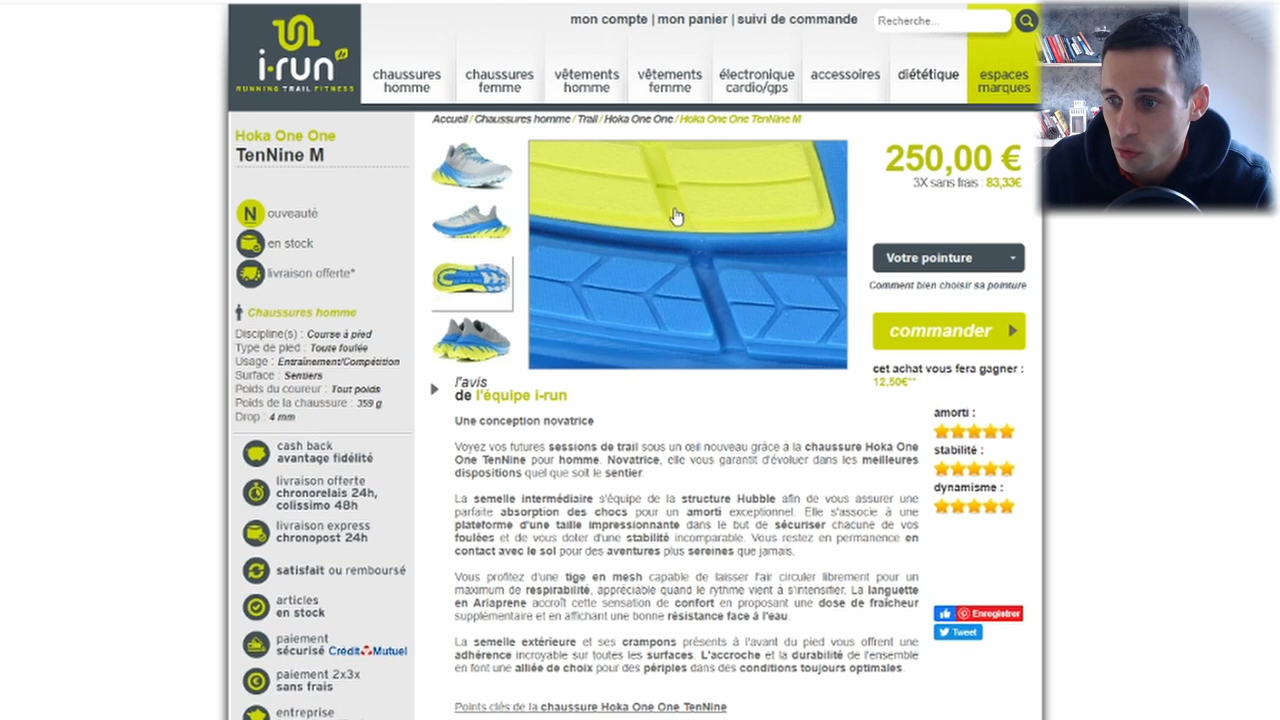 mon compte | mon panier | suivi de commande
Recherche...
i-run
.fr
RUNNING TRAIL FITNESS
chaussures homme
chaussures femme
vêtements homme
vêtements femme
électronique cardio/gps
accessoires
diététique
espaces marques
Accueil / Chaussures homme / Trail / Hoka One One / Hoka One One TenNine M
Hoka One One
TenNine M
N ouveauté
en stock
livraison offerte*
Chaussures homme
Discipline(s) : Course à pied
Type de pied : Toute foulée
Usage : Entraînement/Compétition
Surface : Sentiers
Poids du coureur : Tout poids
Poids de la chaussure : 359 g
Drop : 4 mm
cash back
avantage fidélité
livraison offerte
chronorelais 24h,
colissimo 48h
livraison express
chronopost 24h
satisfait ou remboursé
articles
en stock
paiement
sécurisé Crédit Mutuel
paiement 2x3x
sans frais
entreprise
250,00 €
3X sans frais : 83,33€
Votre pointure
Comment bien choisir sa pointure
commander
cet achat vous fera gagner :
12,50€**
amorti :
stabilité :
dynamisme :
Enregistrer
Tweet
l'avis
de l'équipe i-run
Une conception novatrice
Voyez vos futures sessions de trail sous un œil nouveau grâce à la chaussure Hoka One
One TenNine pour homme. Novatrice, elle vous garantit d'évoluer dans les meilleures
dispositions quel que soit le sentier.
La semelle intermédiaire s'équipe de la structure Hubble afin de vous assurer une
parfaite absorption des chocs pour un amorti exceptionnel. Elle s'associe à une
plateforme d'une taille impressionnante dans le but de sécuriser chacune de vos
foulées et de vous doter d'une stabilité incomparable. Vous restez en permanence en
contact avec le sol pour des aventures plus sereines que jamais.
Vous profitez d'une tige en mesh capable de laisser l'air circuler librement pour un
maximum de respirabilité, appréciable quand le rythme vient à s'intensifier. La languette
en Ariaprene accroît cette sensation de confort en proposant une dose de fraîcheur
supplémentaire et en affichant une bonne résistance face à l'eau.
La semelle extérieure et ses crampons présents à l'avant du pied vous offrent une
adhérence incroyable sur toutes les surfaces. L'accroche et la durabilité de l'ensemble
en font une alliée de choix pour des périples dans des conditions toujours optimales.
Points clés de la chaussure Hoka One One TenNine